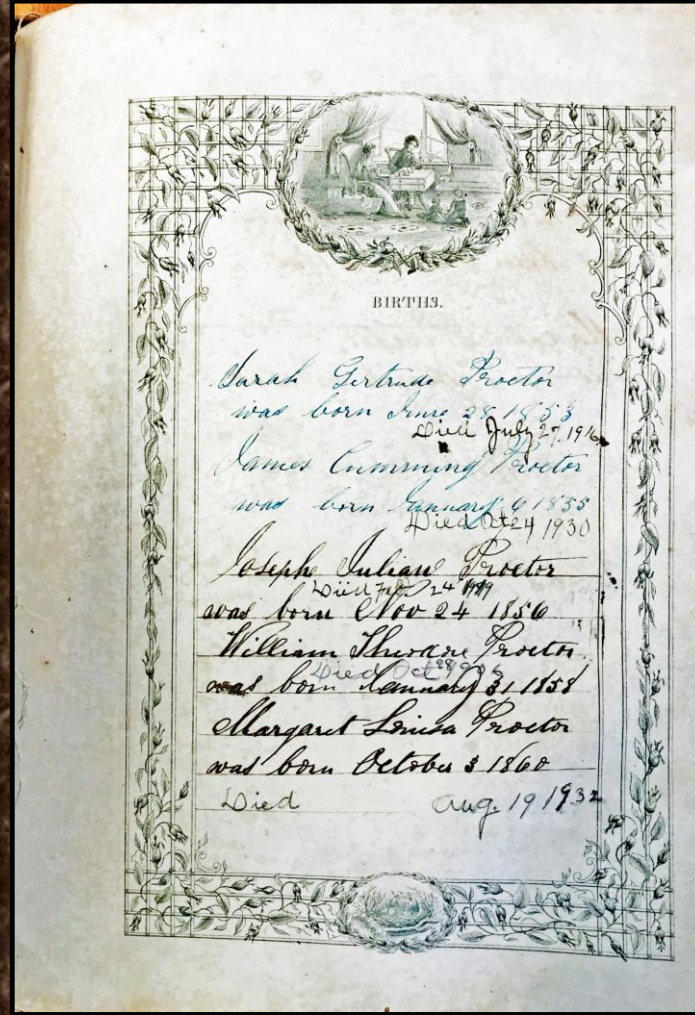 BIRTHS.
Sarah Gertrude Proctor
was born June 28 1853
Died July 27, 1916
James Cumming Proctor
was born January 6 1855
Died Oct 24 1930
Joseph Julian Proctor
Died Feb 24
was born Nov 24 1856
William Theodore Proctor
Died Oct
was born Jannuary 31 1858
Margaret Louisa Proctor
was born October 3 1860
Died Aug. 19 1932